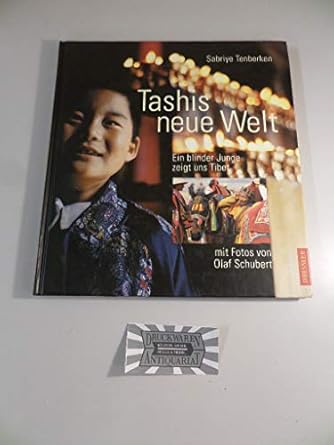 Sabriye Tenberken
Tashis
neue Welt
Ein blinder Junge
zeigt uns Tibet
mit Fotos von
Olaf Schubert
DRESSLER
DRUCKWAREN
ANTIQUARIAT